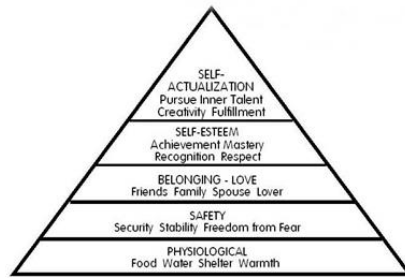 SELF-
ACTUALIZATION
Pursue Inner Talent
Creativity Fulfillment
SELF-ESTEEM
Achievement Mastery
Recognition Respect
BELONGING - LOVE
Friends Family Spouse Lover
SAFETY
Security Stability Freedom from Fear
PHYSIOLOGICAL
Food Water Shelter Warmth